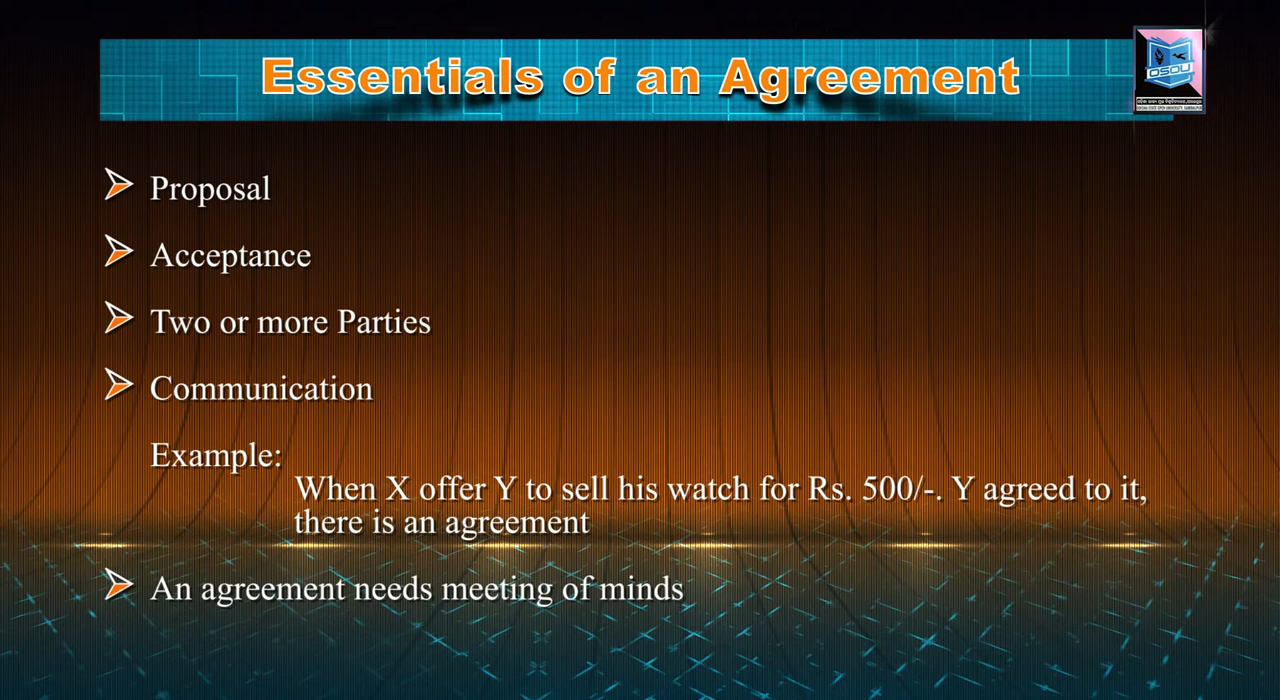 Essentials of an Agreement
OSOU
Proposal
Acceptance
Two or more Parties
Communication
Example:
When X offer Y to sell his watch for Rs. 500/-. Y agreed to it,
there is an agreement
An agreement needs meeting of minds